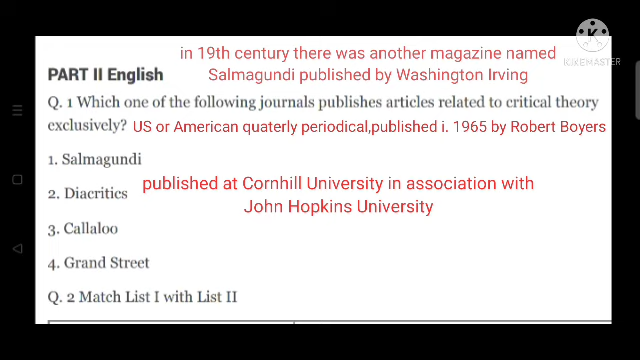 in 19th century there was another magazine named
PART II English
Salmagundi published by Washington Irving
KINEMASTER
Q. 1 Which one of the following journals publishes articles related to critical theory
exclusively? US or American quaterly periodical,published i. 1965 by Robert Boyers
1. Salmagundi
published at Cornhill University in association with
2. Diacritics
John Hopkins University
3. Callaloo
4. Grand Street
Q. 2 Match List I with List II